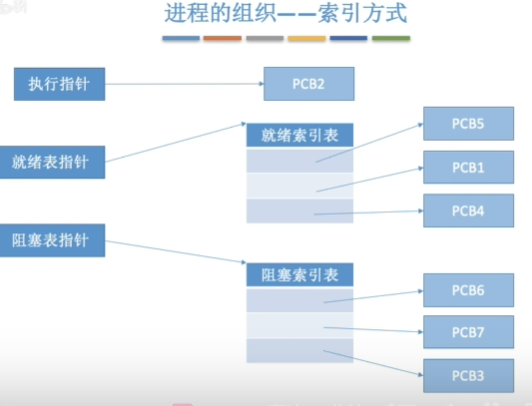 进程的组织——索引方式
执行指针
PCB2
就绪表指针
就绪索引表
PCB5
PCB1
PCB4
阻塞表指针
阻塞索引表
PCB6
PCB7
PCB3